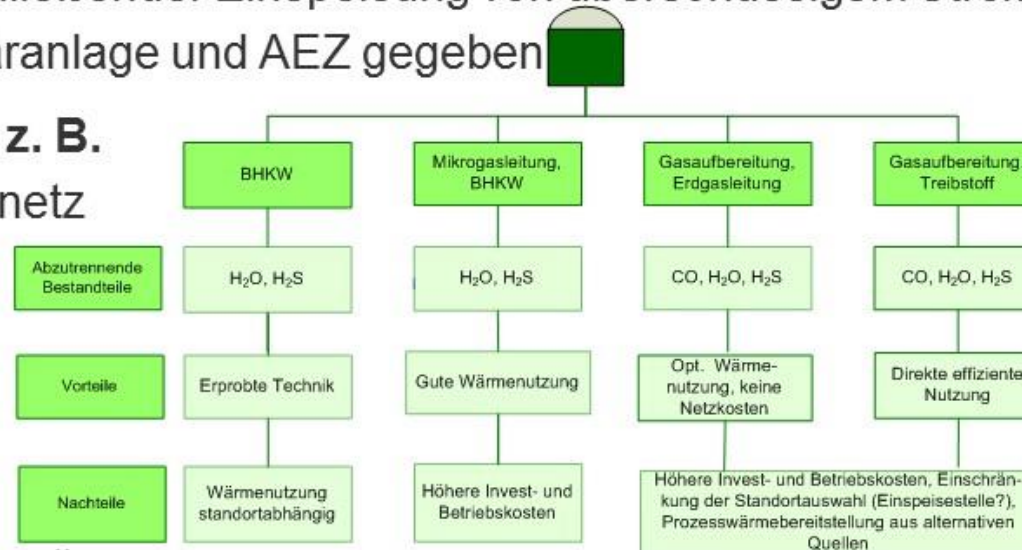 aranlage und AEZ gegeben
z. B.
netz
BHKW
Mikrogasleitung,
BHKW
Gasaufbereitung,
Erdgasleitung
Gasaufbereitung
Treibstoff
Abzutrennende
Bestandteile
H₂O, H₂S
H₂O, H₂S
CO, H₂O, H₂S
CO, H₂O, H₂S
Vorteile
Erprobte Technik
Gute Wärmenutzung
Opt. Wärme-
nutzung, keine
Netzkosten
Direkte effiziente
Nutzung
Nachteile
Wärmenutzung
standortabhängig
Höhere Invest- und
Betriebskosten
Höhere Invest- und Betriebskosten, Einschrän-
kung der Standortauswahl (Einspeisestelle?),
Prozesswärmebereitstellung aus alternativen
Quellen